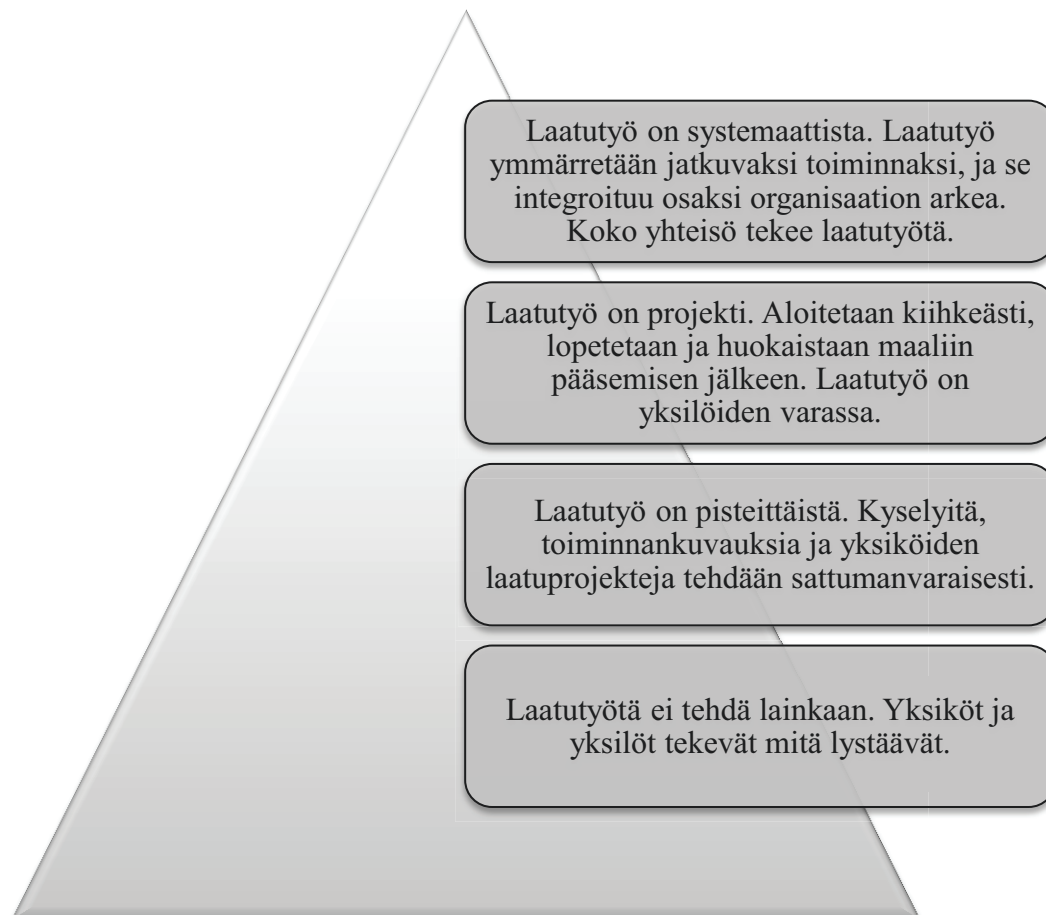 Laatutyö on systemaattista. Laatutyö
ymmärretään jatkuvaksi toiminnaksi, ja se
integroituu osaksi organisaation arkea.
Koko yhteisö tekee laatutyötä.
Laatutyö on projekti. Aloitetaan kiihkeästi,
lopetetaan ja huokaistaan maaliin
pääsemisen jälkeen. Laatutyö on
yksilöiden varassa.
Laatutyö on pisteittäistä. Kyselyitä,
toiminnankuvauksia ja yksiköiden
laatuprojekteja tehdään sattumanvaraisesti.
Laatutyötä ei tehdä lainkaan. Yksiköt ja
yksilöt tekevät mitä lystäävät.